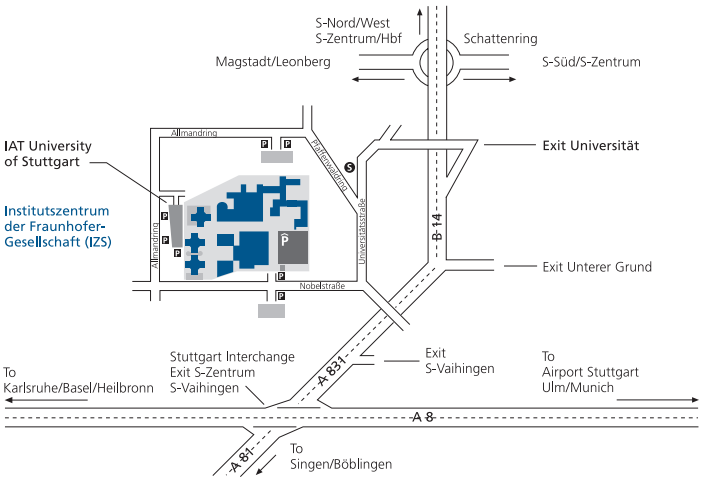 S-Nord/West
S-Zentrum/Hbf
Schattenring
Magstadt/Leonberg
S-Süd/S-Zentrum
Allmandring
P
P
Pfaffenwaldring
S
IAT University
of Stuttgart
Exit Universität
Institutszentrum
der Fraunhofer-
Gesellschaft (IZS)
P
P
P
Allmandring
P
Universitätsstraße
B 14
Exit Unterer Grund
P
Nobelstraße
P
Stuttgart Interchange
Exit S-Zentrum
S-Vaihingen
A 831
Exit
S-Vaihingen
To
Karlsruhe/Basel/Heilbronn
To
Airport Stuttgart
Ulm/Munich
A 8
A 81
To
Singen/Böblingen